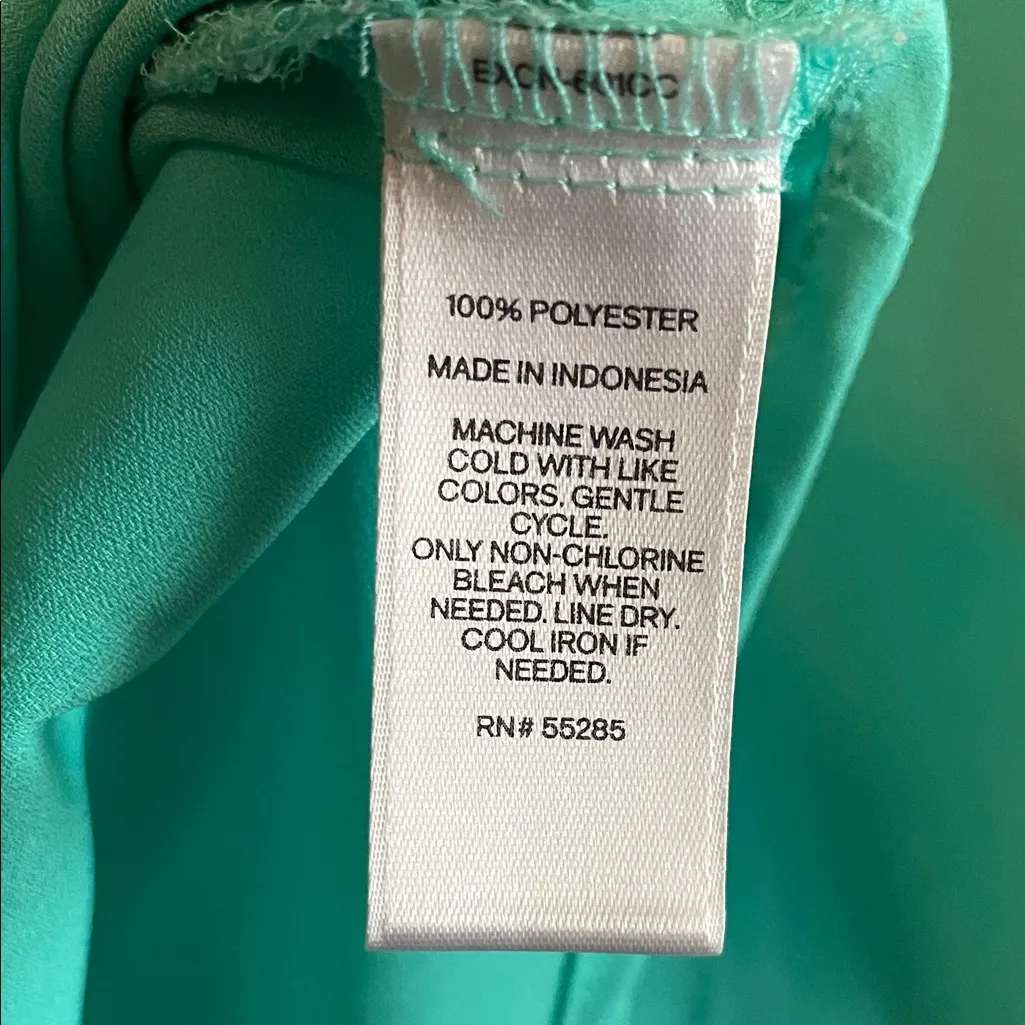 100% POLYESTER
MADE IN INDONESIA
MACHINE WASH
COLD WITH LIKE
COLORS. GENTLE
CYCLE.
ONLY NON-CHLORINE
BLEACH WHEN
NEEDED. LINE DRY.
COOL IRON IF
NEEDED.
RN# 55285